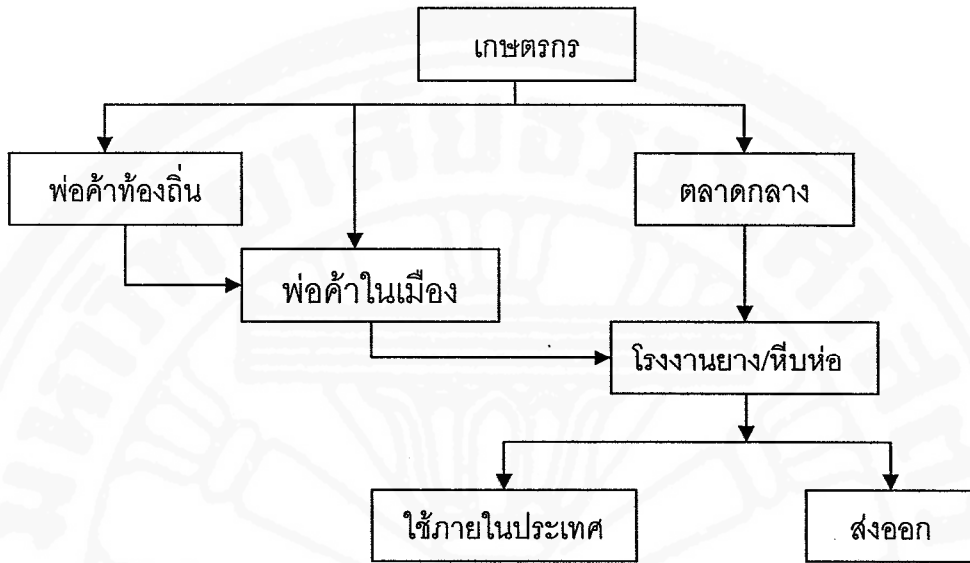 เกษตรกร
พ่อค้าท้องถิ่น
ตลาดกลาง
พ่อค้าในเมือง
โรงงานยาง/หีบห่อ
ใช้ภายในประเทศ
ส่งออก